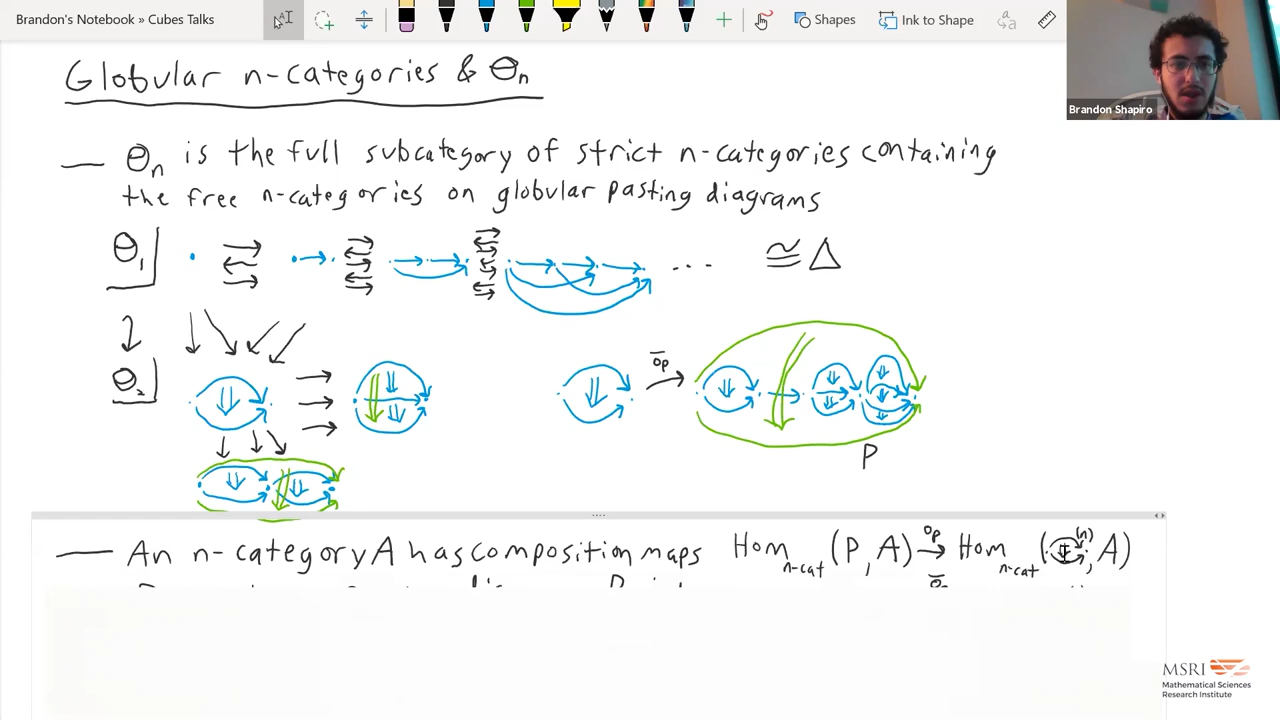 Brandon's Notebook » Cubes Talks
Shapes
Ink to Shape
Brandon Shapiro
Globular n-categories & Θn
— Θn is the full subcategory of strict n-categories containing
the free n-categories on globular pasting diagrams
Θ1
... ≅ Δ
Θ2
op
P
— An n-category A has composition maps Hom n-cat (P, A) →op Hom n-cat ( (n), A)
MSRI
Mathematical Sciences
Research Institute